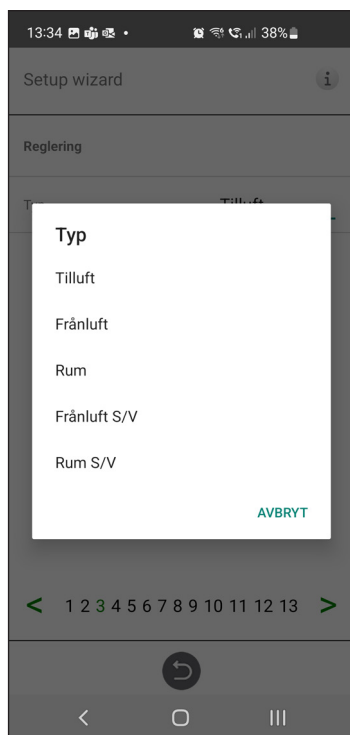 13:34 38%
Setup wizard i
Reglering
Typ Tilluft
Typ
Tilluft
Frånluft
Rum
Frånluft S/V
Rum S/V
AVBRYT
< 1 2 3 4 5 6 7 8 9 10 11 12 13 >